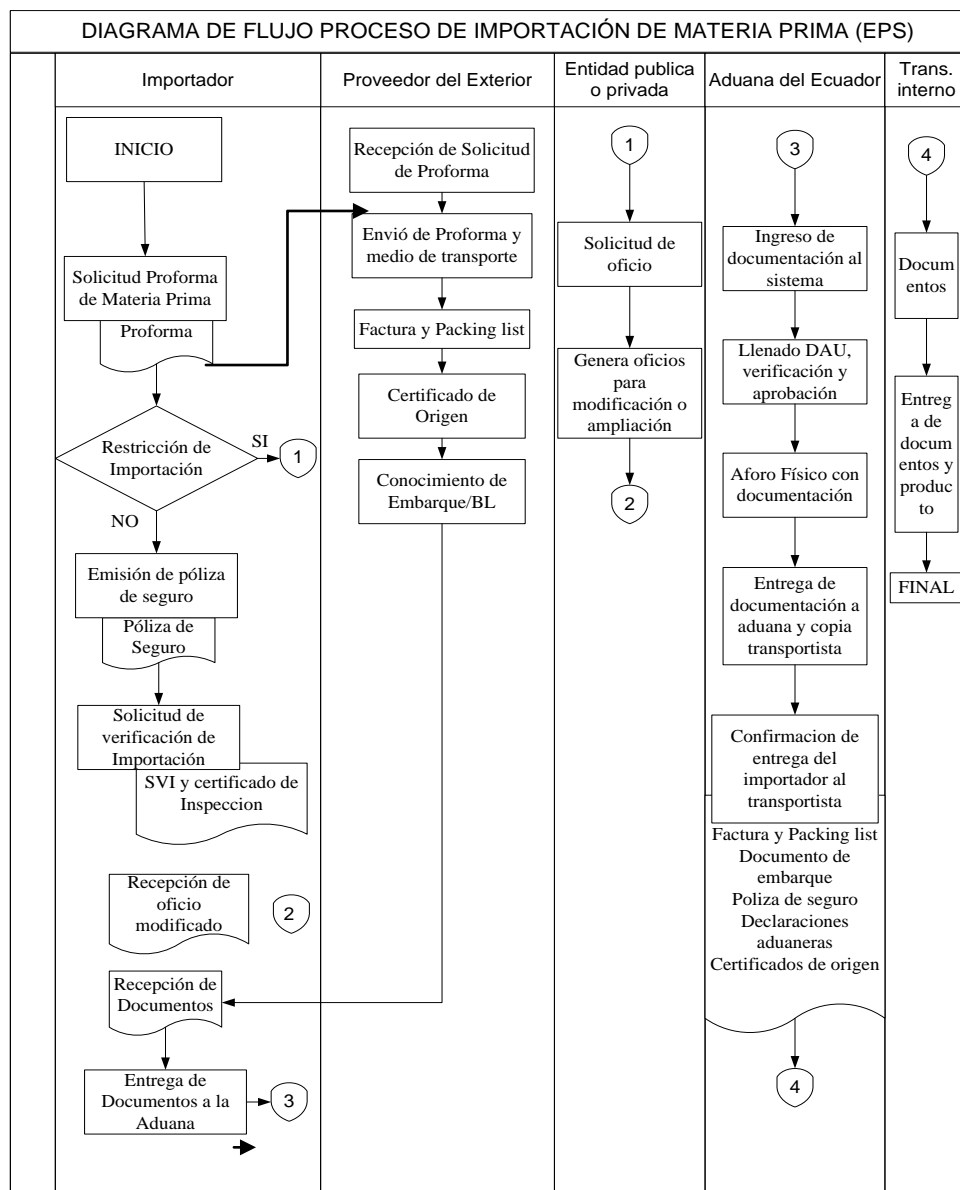 DIAGRAMA DE FLUJO PROCESO DE IMPORTACIÓN DE MATERIA PRIMA (EPS)
Importador
Proveedor del Exterior
Entidad publica
o privada
Aduana del Ecuador
Trans.
interno
INICIO
Solicitud Proforma
de Materia Prima
Proforma
Restricción de
Importación
SI
1
NO
Emisión de póliza
de seguro
Póliza de
Seguro
Solicitud de
verificación de
Importación
SVI y certificado de
Inspeccion
Recepción de
oficio
modificado
2
Recepción de
Documentos
Entrega de
Documentos a la
Aduana
3
Recepción de Solicitud
de Proforma
Envió de Proforma y
medio de transporte
Factura y Packing list
Certificado de
Origen
Conocimiento de
Embarque/BL
1
Solicitud de
oficio
Genera oficios
para
modificación o
ampliación
2
3
Ingreso de
documentación al
sistema
Llenado DAU,
verificación y
aprobación
Aforo Físico con
documentación
Entrega de
documentación a
aduana y copia
transportista
Confirmacion de
entrega del
importador al
transportista
Factura y Packing list
Documento de
embarque
Poliza de seguro
Declaraciones
aduaneras
Certificados de origen
4
4
Docum
entos
Entreg
a de
docum
entos y
produc
to
FINAL